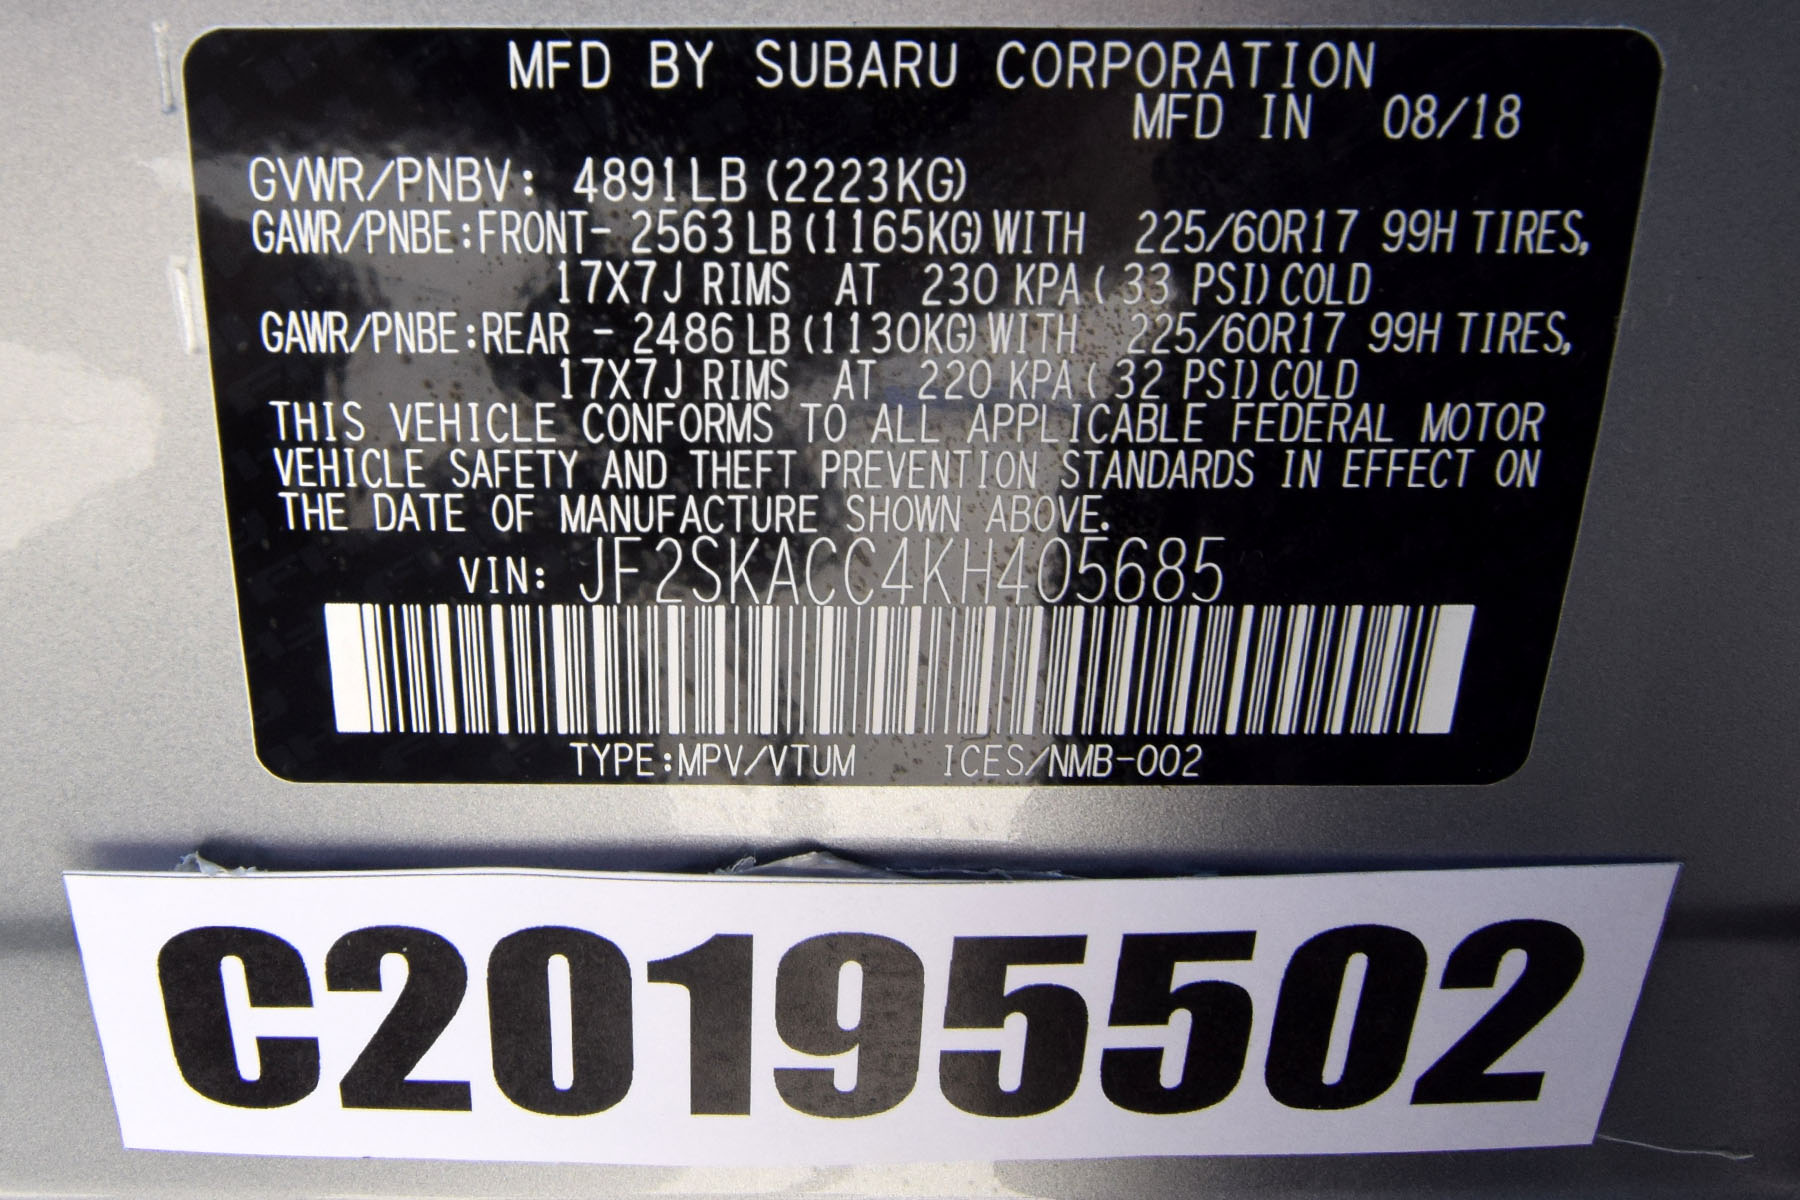 MFD BY SUBARU CORPORATION
MFD IN 08/18
GVWR/PNBV: 4891LB (2223KG)
GAWR/PNBE:FRONT- 2563 LB (1165KG) WITH 225/60R17 99H TIRES,
17X7J RIMS AT 230 KPA ( 33 PSI) COLD
GAWR/PNBE:REAR - 2486 LB (1130KG) WITH 225/60R17 99H TIRES,
17X7J RIMS AT 220 KPA ( 32 PSI) COLD
THIS VEHICLE CONFORMS TO ALL APPLICABLE FEDERAL MOTOR
VEHICLE SAFETY AND THEFT PREVENTION STANDARDS IN EFFECT ON
THE DATE OF MANUFACTURE SHOWN ABOVE.
VIN: JF2SKACC4KH405685
TYPE:MPV/VTUM ICES/NMB-002
C20195502